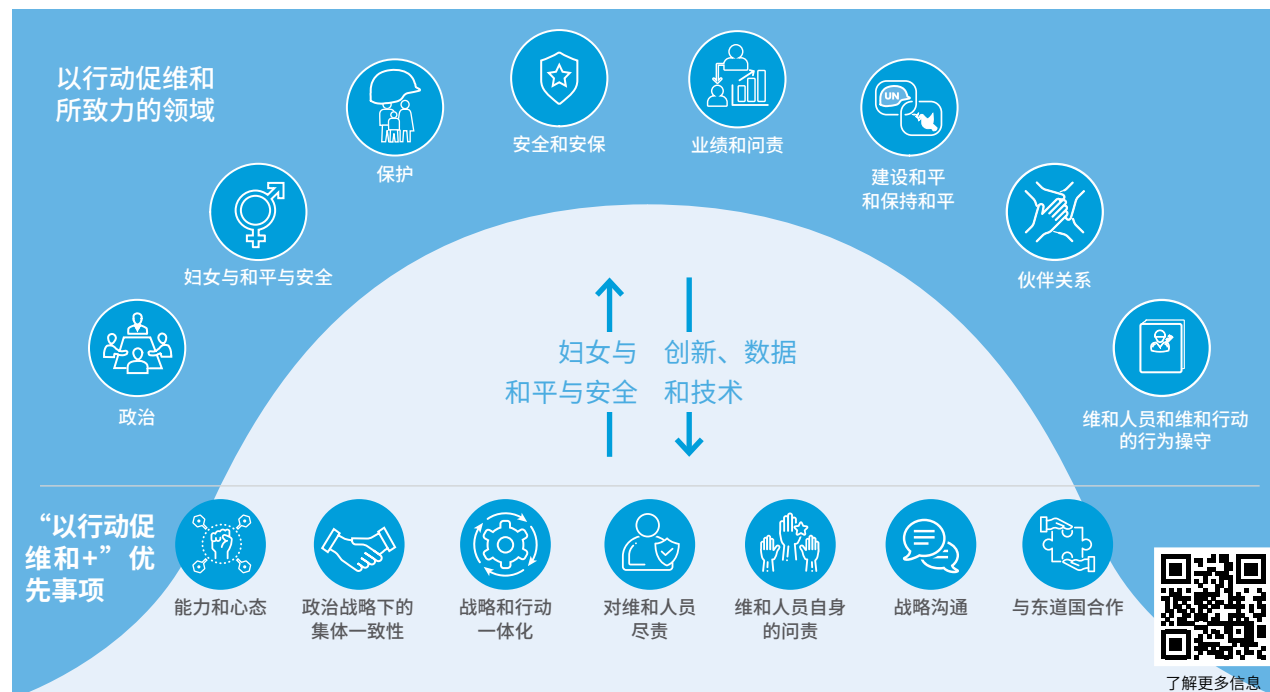 以行动促维和
所致力的领域
安全和安保
业绩和问责
保护
UN
建设和平
和保持和平
妇女与和平与安全
伙伴关系
政治
维和人员和维和行动
的行为操守
妇女与
和平与安全
创新、数据
和技术
“以行动促
维和+”优
先事项
能力和心态
政治战略下的
集体一致性
战略和行动
一体化
对维和人员
尽责
维和人员自身
的问责
战略沟通
与东道国合作
了解更多信息